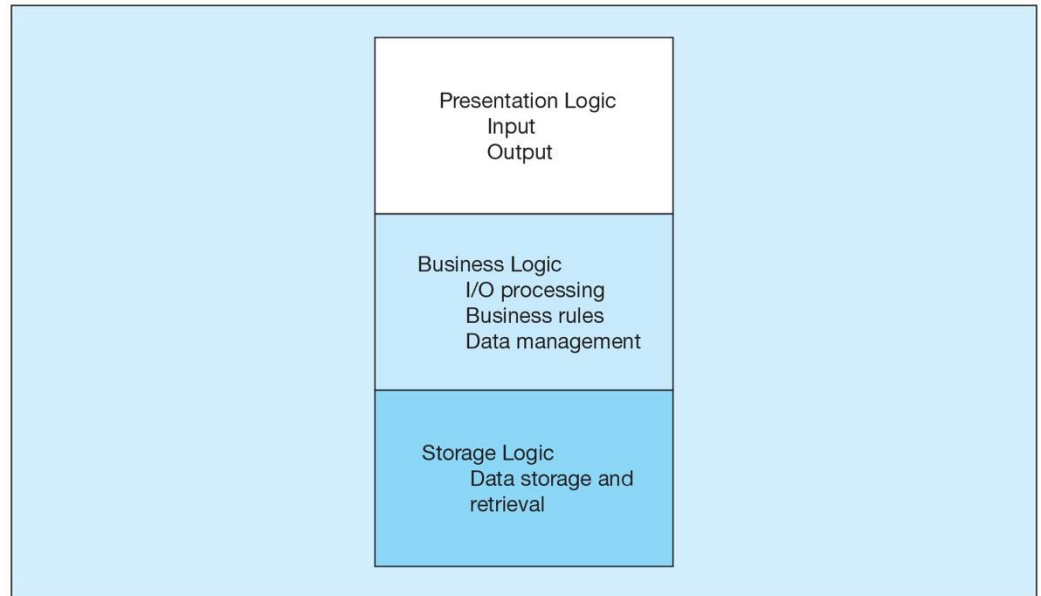 Presentation Logic
Input
Output
Business Logic
I/O processing
Business rules
Data management
Storage Logic
Data storage and
retrieval